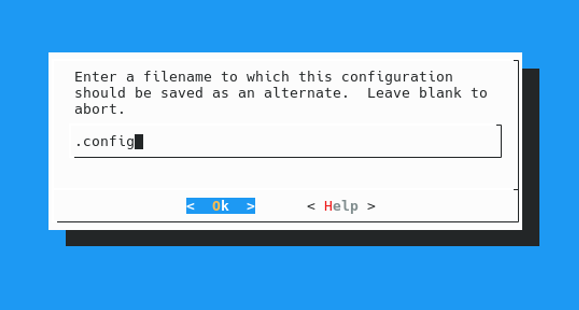 Enter a filename to which this configuration
should be saved as an alternate.  Leave blank to
abort.
.config
<  Ok  > < Help >